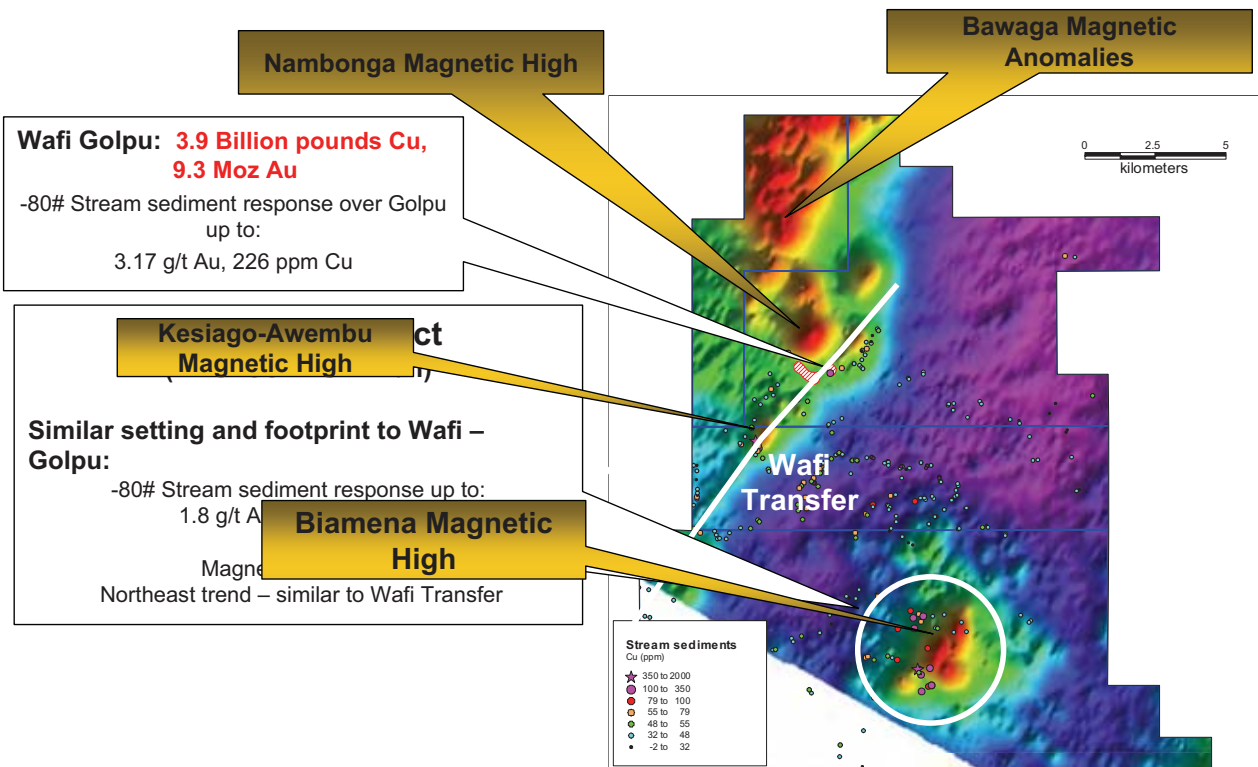 Nambonga Magnetic High
Bawaga Magnetic
Anomalies
Wafi Golpu: 3.9 Billion pounds Cu,
9.3 Moz Au
-80# Stream sediment response over Golpu
up to:
3.17 g/t Au, 226 ppm Cu
0 2.5 5
kilometers
Kesiago-Awembu
Magnetic High
Similar setting and footprint to Wafi –
Golpu:
-80# Stream sediment response up to:
1.8 g/t
Biamena Magnetic
High
Northeast trend – similar to Wafi Transfer
Wafi
Transfer
Stream sediments
Cu (ppm)
350 to 2000
100 to 350
79 to 100
55 to 79
48 to 55
32 to 48
-2 to 32